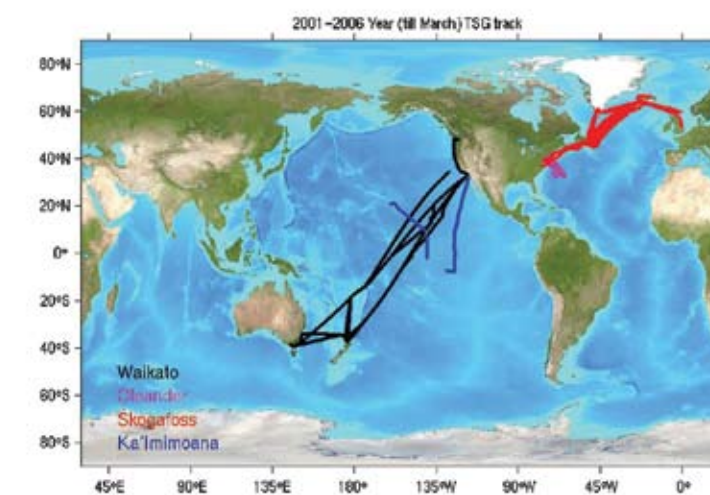 2001-2006 Year (till March) TSG track
80°N
60°N
40°N
20°N
0°
20°S
40°S
60°S
80°S
Waikato
Oleander
Skogafoss
Ka'Imimoana
45°E 90°E 135°E 180° 135°W 90°W 45°W 0°